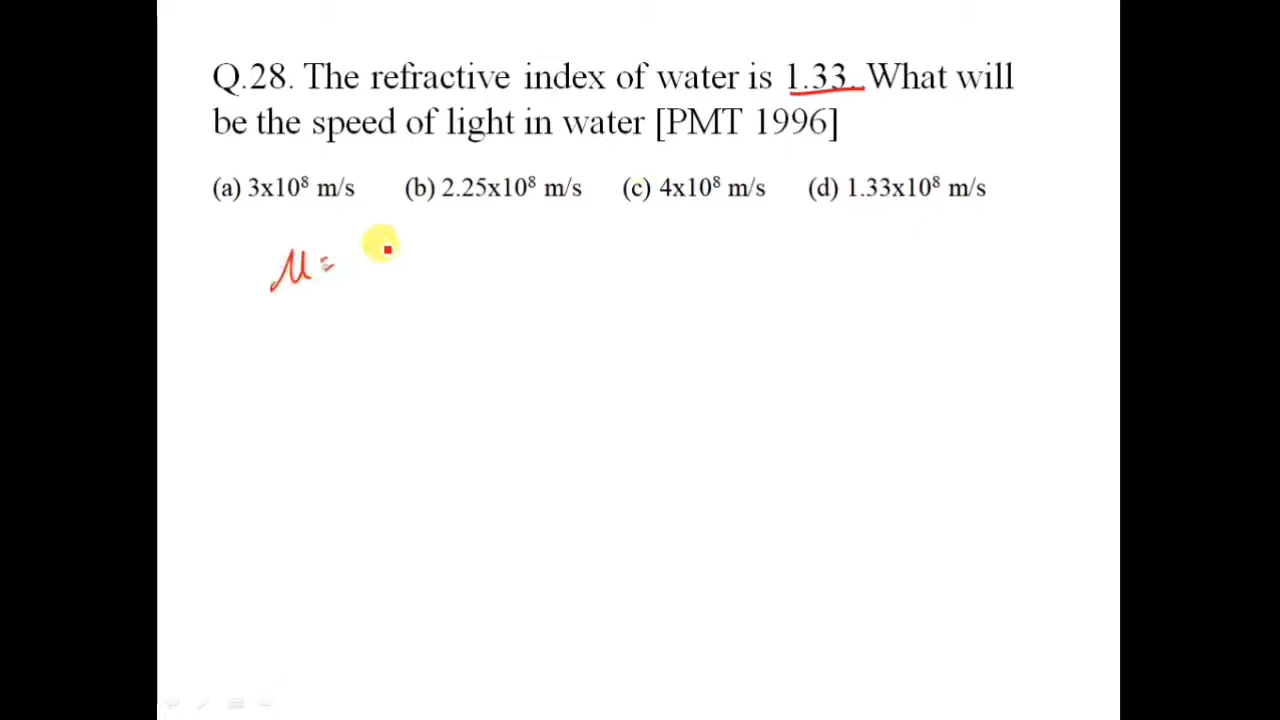 Q.28. The refractive index of water is 1.33. What will
be the speed of light in water [PMT 1996]
(a) 3x10⁸ m/s (b) 2.25x10⁸ m/s (c) 4x10⁸ m/s (d) 1.33x10⁸ m/s
μ =